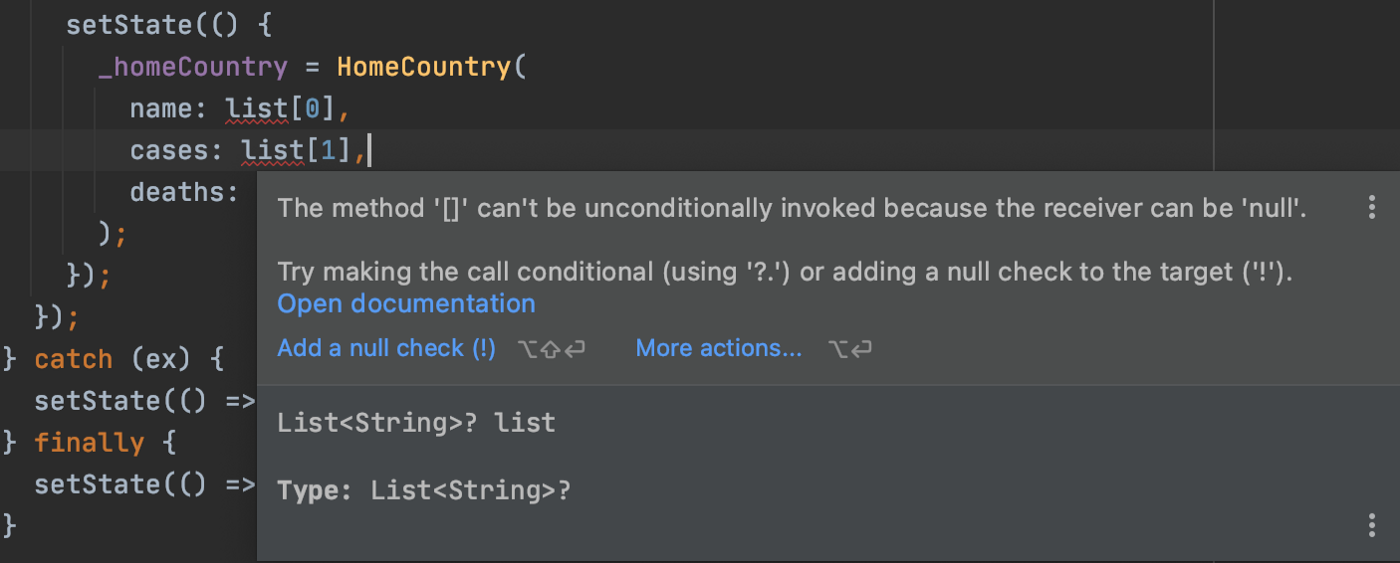 setState(() {
_homeCountry = HomeCountry(
name: list[0],
cases: list[1],
deaths:
);
});
});
} catch (ex) {
setState(() =>
} finally {
setState(() =>
}
The method '[]' can't be unconditionally invoked because the receiver can be 'null'.
Try making the call conditional (using '?.') or adding a null check to the target ('!').
Open documentation
Add a null check (!) ⌥⇧⏎ More actions... ⌥⏎
List<String>? list
Type: List<String>?